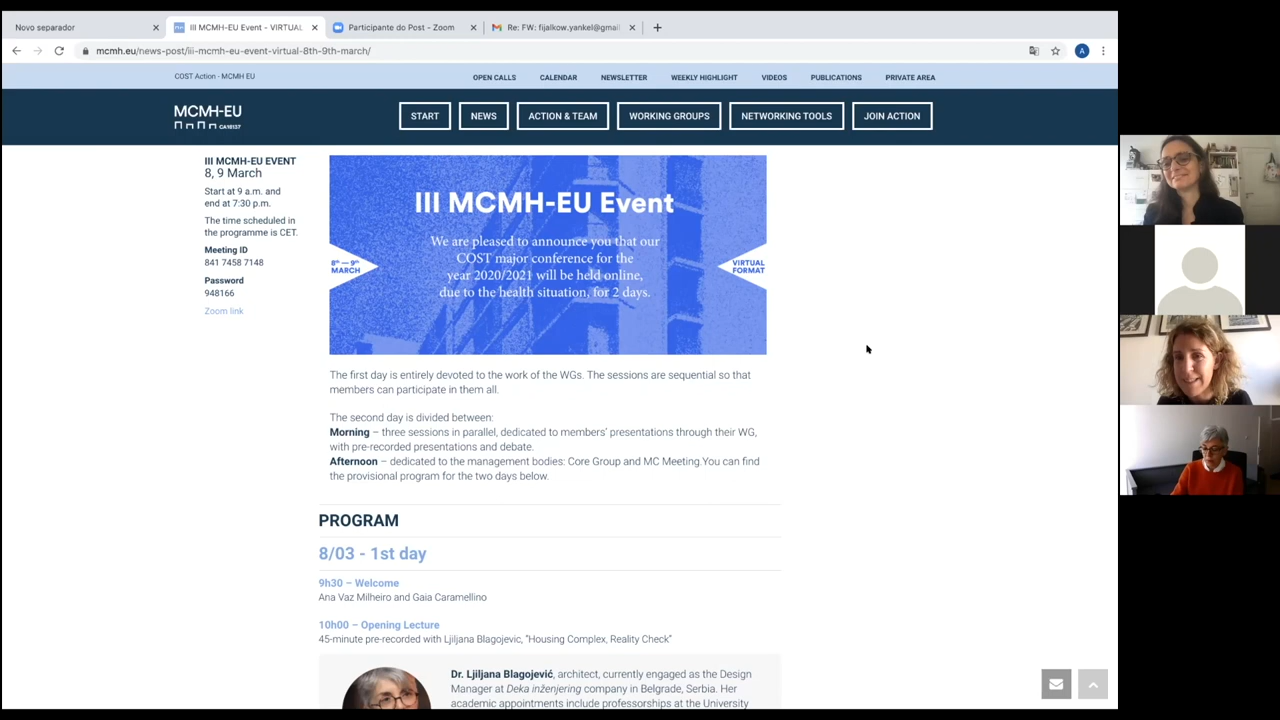 Novo separador
III MCMH-EU Event - VIRTUAL
Participante do Post - Zoom
Re: FW: fijalkow.yankel@gmai
mcmh.eu/news-post/iii-mcmh-eu-event-virtual-8th-9th-march/
A
COST Action - MCMH EU
OPEN CALLS
CALENDAR
NEWSLETTER
WEEKLY HIGHLIGHT
VIDEOS
PUBLICATIONS
PRIVATE AREA
MCMH-EU
CA18137
START
NEWS
ACTION & TEAM
WORKING GROUPS
NETWORKING TOOLS
JOIN ACTION
III MCMH-EU EVENT
8, 9 March
Start at 9 a.m. and
end at 7:30 p.m.
The time scheduled in
the programme is CET.
Meeting ID
841 7458 7148
Password
948166
Zoom link
III MCMH-EU Event
We are pleased to announce you that our
COST major conference for the
year 2020/2021 will be held online,
due to the health situation, for 2 days.
8th — 9th
MARCH
VIRTUAL
FORMAT
The first day is entirely devoted to the work of the WGs. The sessions are sequential so that
members can participate in them all.
The second day is divided between:
Morning – three sessions in parallel, dedicated to members' presentations through their WG,
with pre-recorded presentations and debate.
Afternoon – dedicated to the management bodies: Core Group and MC Meeting.You can find
the provisional program for the two days below.
PROGRAM
8/03 - 1st day
9h30 – Welcome
Ana Vaz Milheiro and Gaia Caramellino
10h00 – Opening Lecture
45-minute pre-recorded with Ljiljana Blagojevic, "Housing Complex, Reality Check"
Dr. Ljiljana Blagojević, architect, currently engaged as the Design
Manager at Deka inženjering company in Belgrade, Serbia. Her
academic appointments include professorships at the University